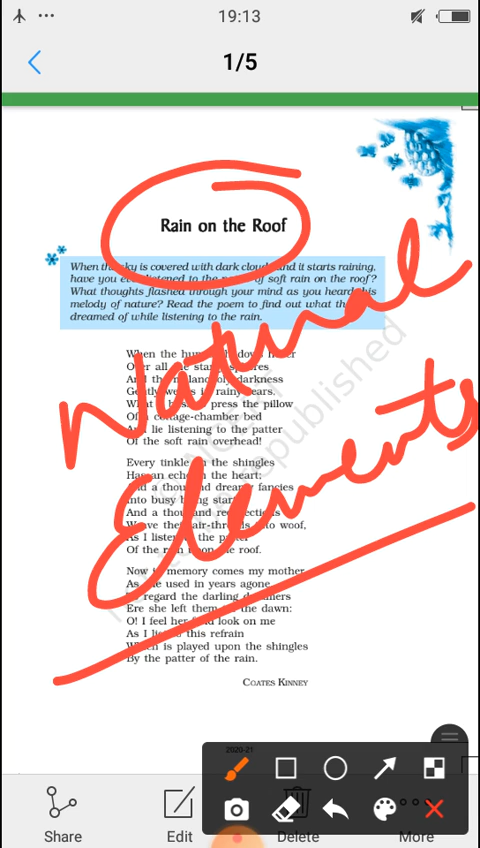 19:13
1/5
Rain on the Roof
When the sky is covered with dark clouds and it starts raining,
have you ever listened to the of soft rain on the roof?
What thoughts flashed through your mind as you heard this
melody of nature? Read the poem to find out what the
dreamed of while listening to the rain.
Natural
Elements
When the humid shadows hover
Over all the starry spheres
And the melancholy darkness
Gently weeps in rainy tears,
What a bliss to press the pillow
Of a cottage-chamber bed
And lie listening to the patter
Of the soft rain overhead!
Every tinkle on the shingles
Has an echo in the heart;
And a thousand dreamy fancies
Into busy being start,
And a thousand recollections
Weave their air-threads into woof,
As I listen to the patter
Of the rain upon the roof.
Now in memory comes my mother,
As she used in years agone,
To regard the darling dreamers
Ere she left them till the dawn:
O! I feel her fond look on me
As I list to this refrain
Which is played upon the shingles
By the patter of the rain.
COATES KINNEY
2020-21
Share Edit Delete More